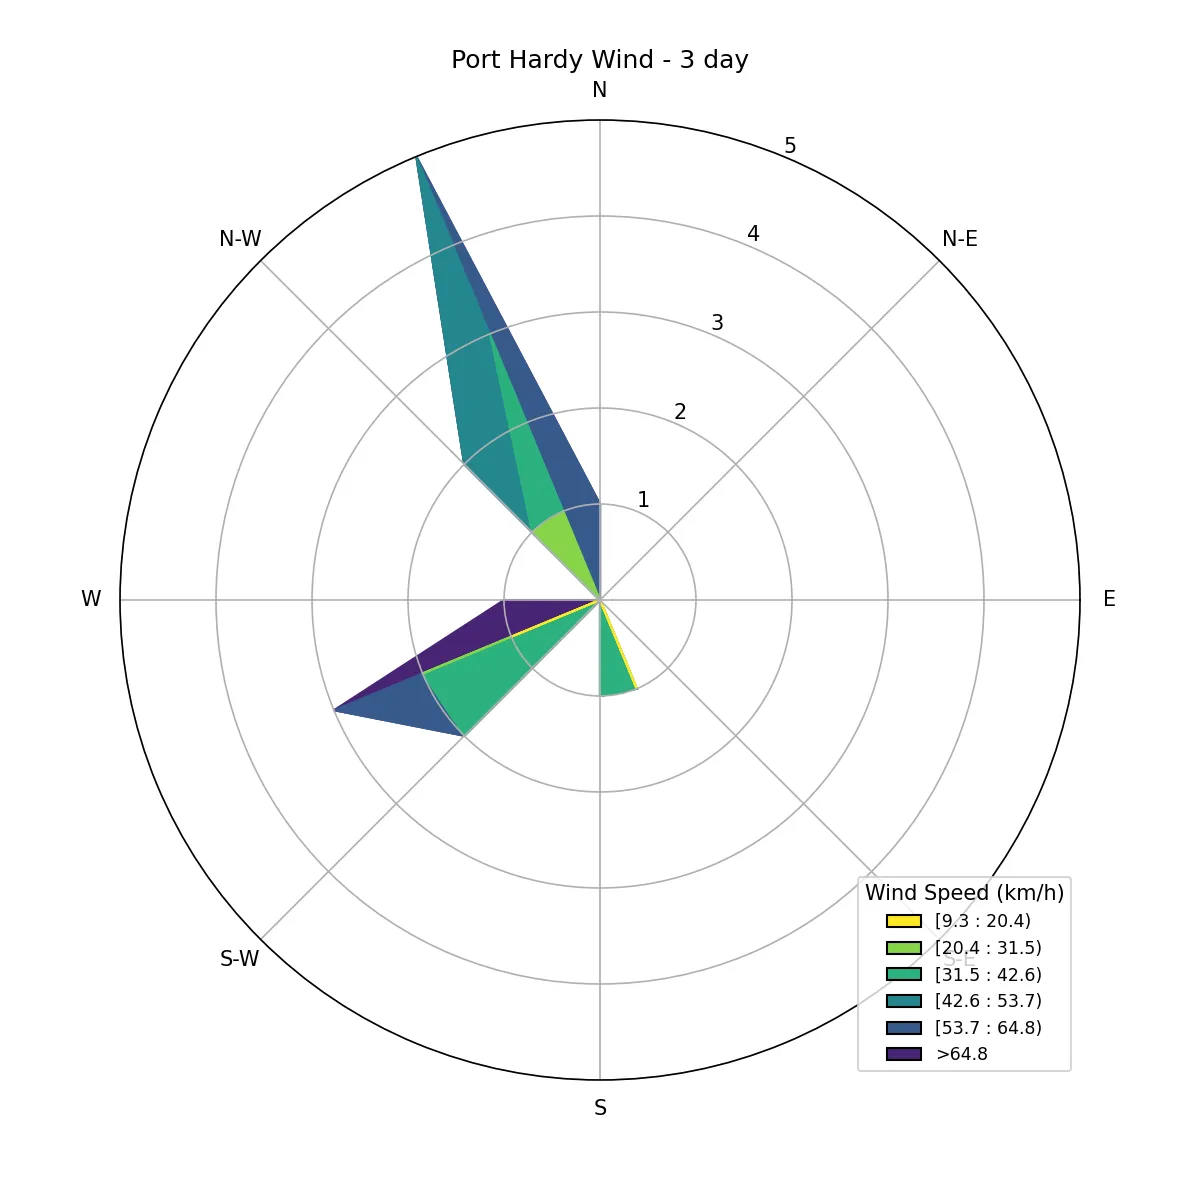 Port Hardy Wind - 3 day
N
5
N-W
4
N-E
3
2
1
W
E
S-W
S-E
Wind Speed (km/h)
[9.3 : 20.4)
[20.4 : 31.5)
[31.5 : 42.6)
[42.6 : 53.7)
[53.7 : 64.8)
>64.8
S